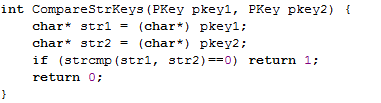 int CompareStrKeys(PKey pkey1, PKey pkey2) {
    char* str1 = (char*) pkey1;
    char* str2 = (char*) pkey2;
    if (strcmp(str1, str2)==0) return 1;
    return 0;
}